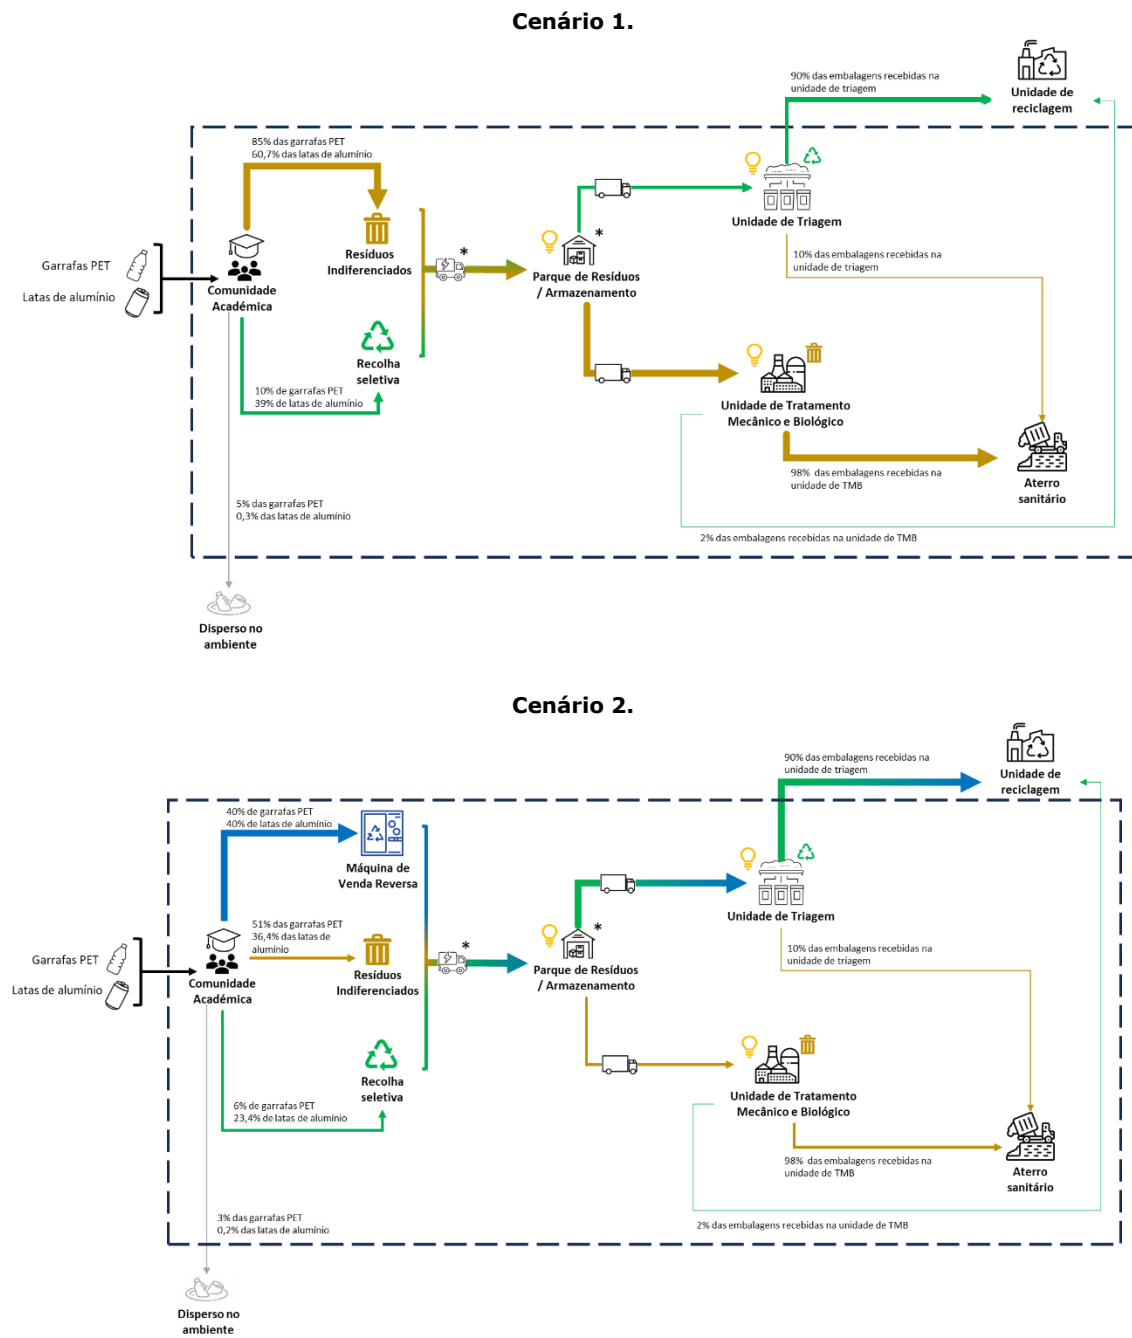 Cenário 1.
90% das embalagens recebidas na
unidade de triagem
Unidade de
reciclagem
85% das garrafas PET
60,7% das latas de alumínio
Unidade de Triagem
Resíduos
Indiferenciados
*
*
Parque de Resíduos
/ Armazenamento
10% das embalagens recebidas na
unidade de triagem
Garrafas PET
Latas de alumínio
Comunidade
Académica
Recolha
seletiva
10% de garrafas PET
39% de latas de alumínio
Unidade de Tratamento
Mecânico e Biológico
98% das embalagens recebidas na
unidade de TMB
Aterro
sanitário
5% das garrafas PET
0,3% das latas de alumínio
2% das embalagens recebidas na unidade de TMB
Disperso no
ambiente
Cenário 2.
90% das embalagens recebidas na
unidade de triagem
Unidade de
reciclagem
40% de garrafas PET
40% de latas de alumínio
Máquina de
Venda Reversa
Unidade de Triagem
51% das garrafas PET
36,4% das latas de
alumínio
*
*
Resíduos
Indiferenciados
Parque de Resíduos
/ Armazenamento
10% das embalagens recebidas na
unidade de triagem
Garrafas PET
Latas de alumínio
Comunidade
Académica
Recolha
seletiva
6% de garrafas PET
23,4% de latas de alumínio
Unidade de Tratamento
Mecânico e Biológico
98% das embalagens recebidas na
unidade de TMB
Aterro
sanitário
3% das garrafas PET
0,2% das latas de alumínio
2% das embalagens recebidas na unidade de TMB
Disperso no
ambiente